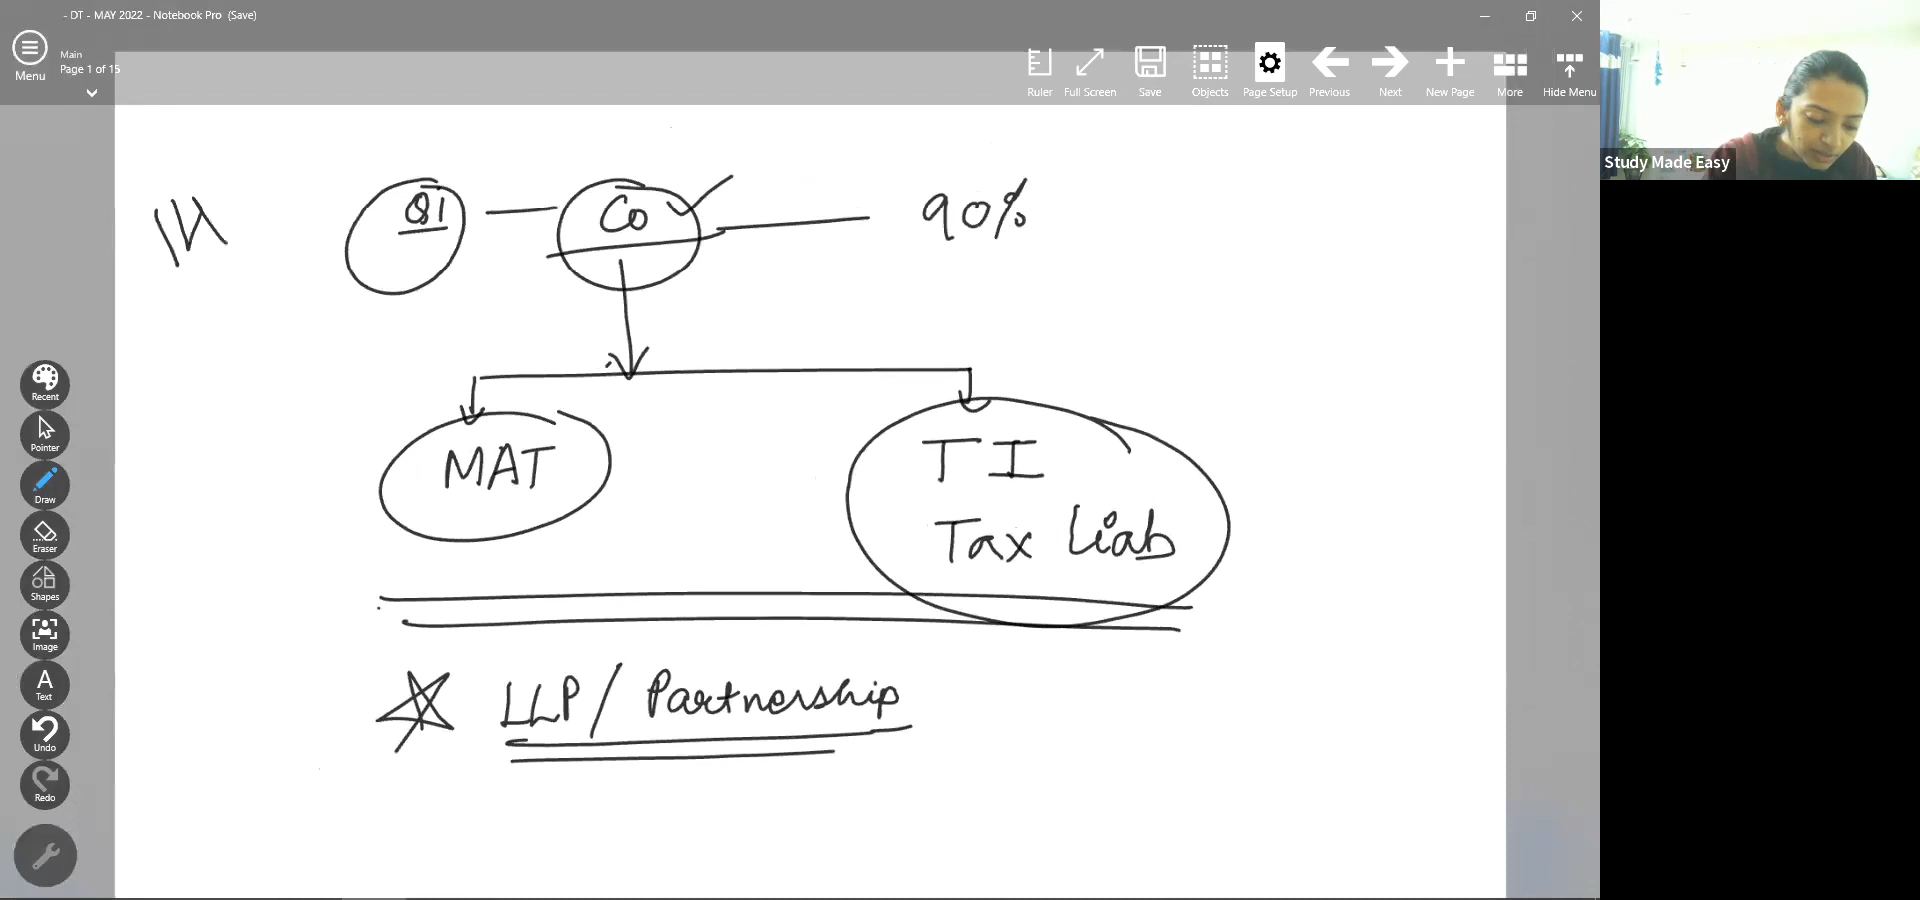 - DT - MAY 2022 - Notebook Pro (Save)
Menu
Main
Page 1 of 15
Ruler
Full Screen
Save
Objects
Page Setup
Previous
Next
New Page
More
Hide Menu
Study Made Easy
Q1 — Co — 90%
MAT
TI
Tax Liab
LLP / Partnership
Recent
Pointer
Draw
Eraser
Shapes
Image
A
Text
Undo
Redo